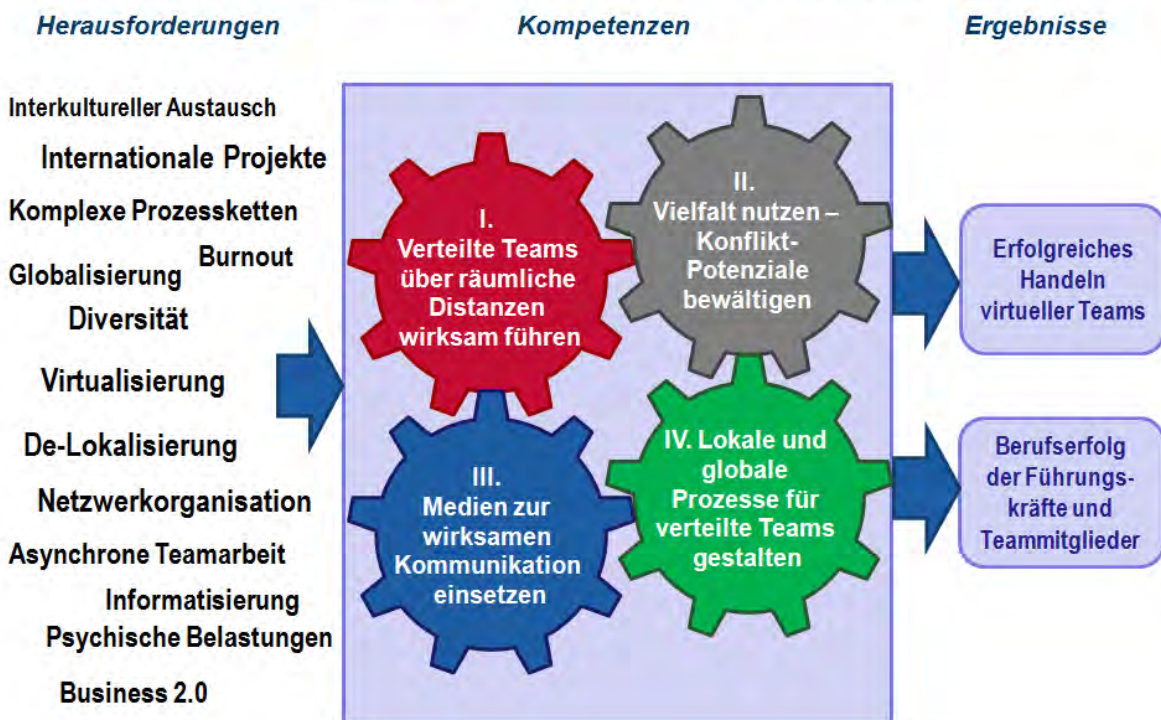 Herausforderungen
Kompetenzen
Ergebnisse
Interkultureller Austausch
Internationale Projekte
Komplexe Prozessketten
Burnout
Globalisierung
Diversität
Virtualisierung
De-Lokalisierung
Netzwerkorganisation
Asynchrone Teamarbeit
Informatisierung
Psychische Belastungen
Business 2.0
I.
Verteilte Teams
über räumliche
Distanzen
wirksam führen
II.
Vielfalt nutzen –
Konflikt-
Potenziale
bewältigen
III.
Medien zur
wirksamen
Kommunikation
einsetzen
IV. Lokale und
globale
Prozesse für
verteilte Teams
gestalten
Erfolgreiches
Handeln
virtueller Teams
Berufserfolg
der Führungs-
kräfte und
Teammitglieder